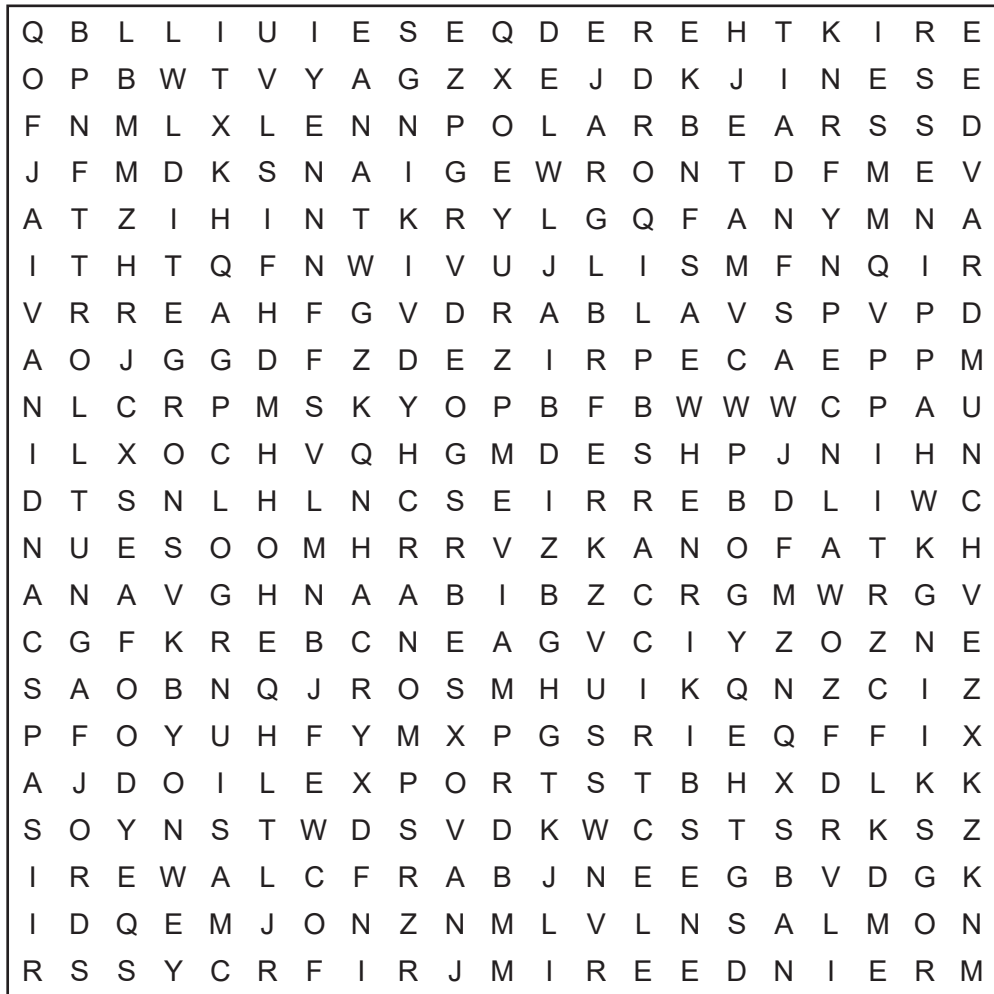 Q B L L I U I E S E Q D E R E H T K I R E
O P B W T V Y A G Z X E J D K J I N E S E
F N M L X L E N N P O L A R B E A R S S D
J F M D K S N A I G E W R O N T D F M E V
A T Z I H I N T K R Y L G Q F A N Y M N A
I T H T Q F N W I V U J L I S M F N Q I R
V R R E A H F G V D R A B L A V S P V P D
A O J G G D F Z D E Z I R P E C A E P P M
N L C R P M S K Y O P B F B W W W C P A U
I L X O C H V Q H G M D E S H P J N I H N
D T S N L H L N C S E I R R E B D L I W C
N U E S O O M H R R V Z K A N O F A T K H
A N A V G H N A A B I B Z C R G M W R G V
C G F K R E B C N E A G V C I Y Z O Z N E
S A O B N Q J R O S M H U I K Q N Z C I Z
P F O Y U H F Y M X P G S R I E Q F F I X
A J D O I L E X P O R T S T B H X D L K K
S O Y N S T W D S V D K W C S T S R K S Z
I R E W A L C F R A B J N E E G B V D G K
I D Q E M J O N Z N M L V L N S A L M O N
R S S Y C R F I R J M I R E E D N I E R M